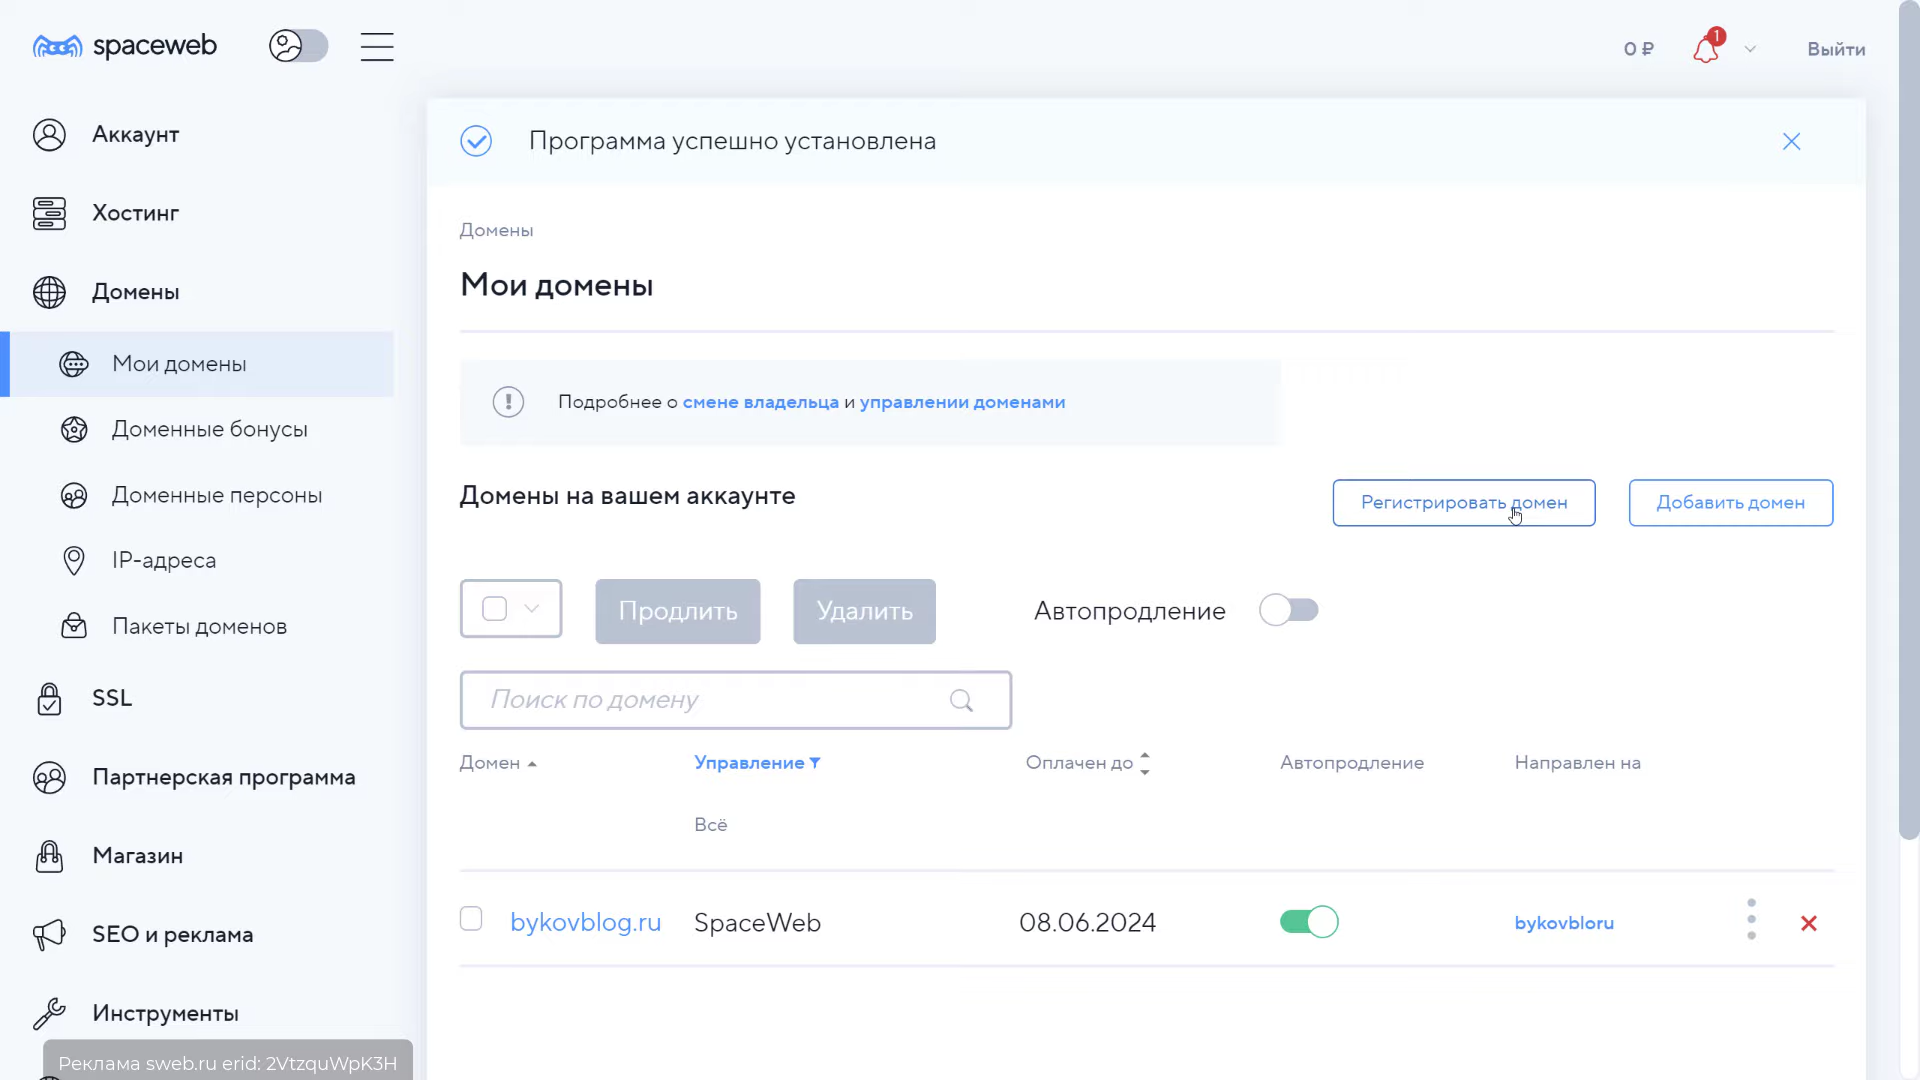 spaceweb
0 ₽
1
Выйти
Аккаунт
Хостинг
Домены
Мои домены
Доменные бонусы
Доменные персоны
IP-адреса
Пакеты доменов
SSL
Партнерская программа
Магазин
SEO и реклама
Инструменты
Реклама sweb.ru erid: 2VtzquWpK3H
Программа успешно установлена
Домены
Мои домены
Подробнее о смене владельца и управлении доменами
Домены на вашем аккаунте
Регистрировать домен
Добавить домен
Продлить
Удалить
Автопродление
Поиск по домену
Домен
Управление
Оплачен до
Автопродление
Направлен на
Всё
bykovblog.ru
SpaceWeb
08.06.2024
bykovbloru